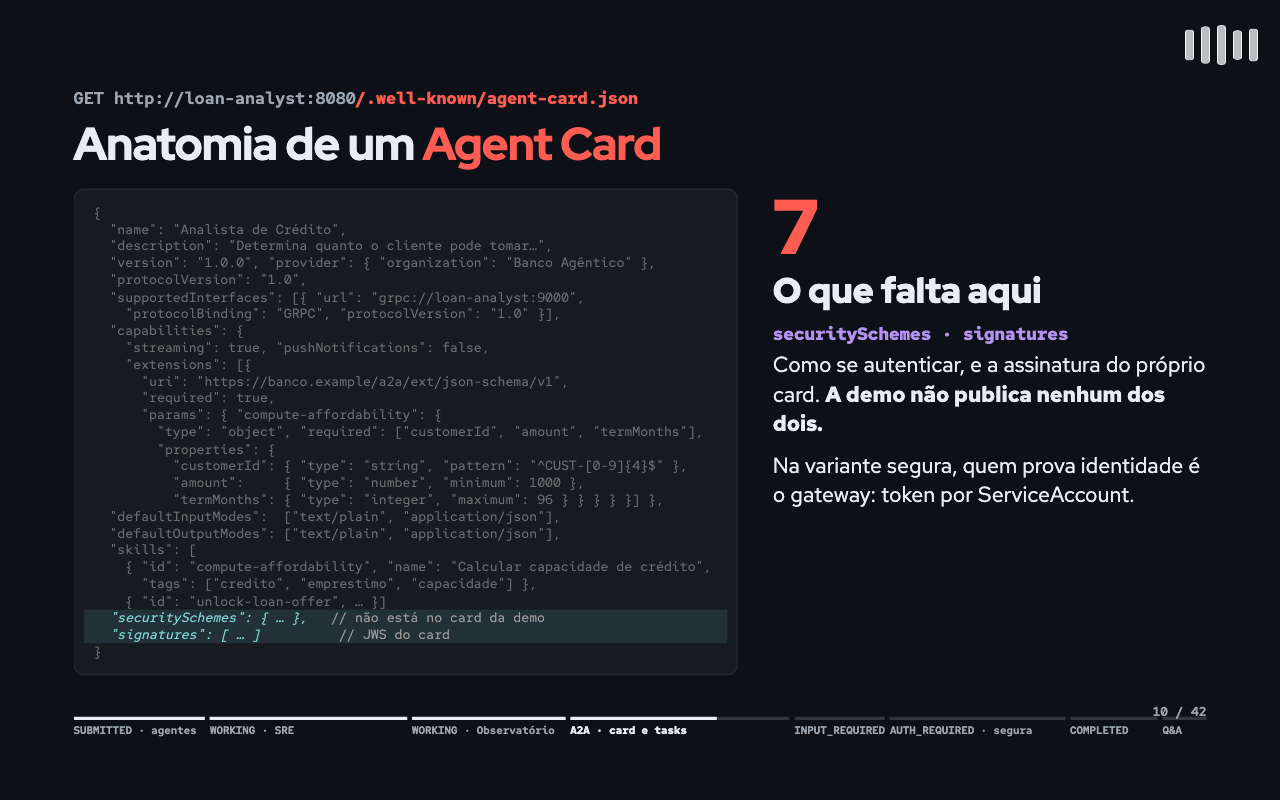 GET http://loan-analyst:8080/.well-known/agent-card.json
Anatomia de um Agent Card
{
  "name": "Analista de Crédito",
  "description": "Determina quanto o cliente pode tomar…",
  "version": "1.0.0", "provider": { "organization": "Banco Agêntico" },
  "protocolVersion": "1.0",
  "supportedInterfaces": [{ "url": "grpc://loan-analyst:9000",
    "protocolBinding": "GRPC", "protocolVersion": "1.0" }],
  "capabilities": {
    "streaming": true, "pushNotifications": false,
    "extensions": [{
      "uri": "https://banco.example/a2a/ext/json-schema/v1",
      "required": true,
      "params": { "compute-affordability": {
        "type": "object", "required": ["customerId", "amount", "termMonths"],
        "properties": {
          "customerId": { "type": "string", "pattern": "^CUST-[0-9]{4}$" },
          "amount":     { "type": "number", "minimum": 1000 },
          "termMonths": { "type": "integer", "maximum": 96 } } } } }] },
  "defaultInputModes":  ["text/plain", "application/json"],
  "defaultOutputModes": ["text/plain", "application/json"],
  "skills": [
    { "id": "compute-affordability", "name": "Calcular capacidade de crédito",
      "tags": ["credito", "emprestimo", "capacidade"] },
    { "id": "unlock-loan-offer", … }]
  "securitySchemes": { … },   // não está no card da demo
  "signatures": [ … ]          // JWS do card
}
7
O que falta aqui
securitySchemes · signatures
Como se autenticar, e a assinatura do próprio
card. A demo não publica nenhum dos
dois.
Na variante segura, quem prova identidade é
o gateway: token por ServiceAccount.
10 / 42
SUBMITTED · agentes
WORKING · SRE
WORKING · Observatório
A2A · card e tasks
INPUT_REQUIRED
AUTH_REQUIRED · segura
COMPLETED
Q&A